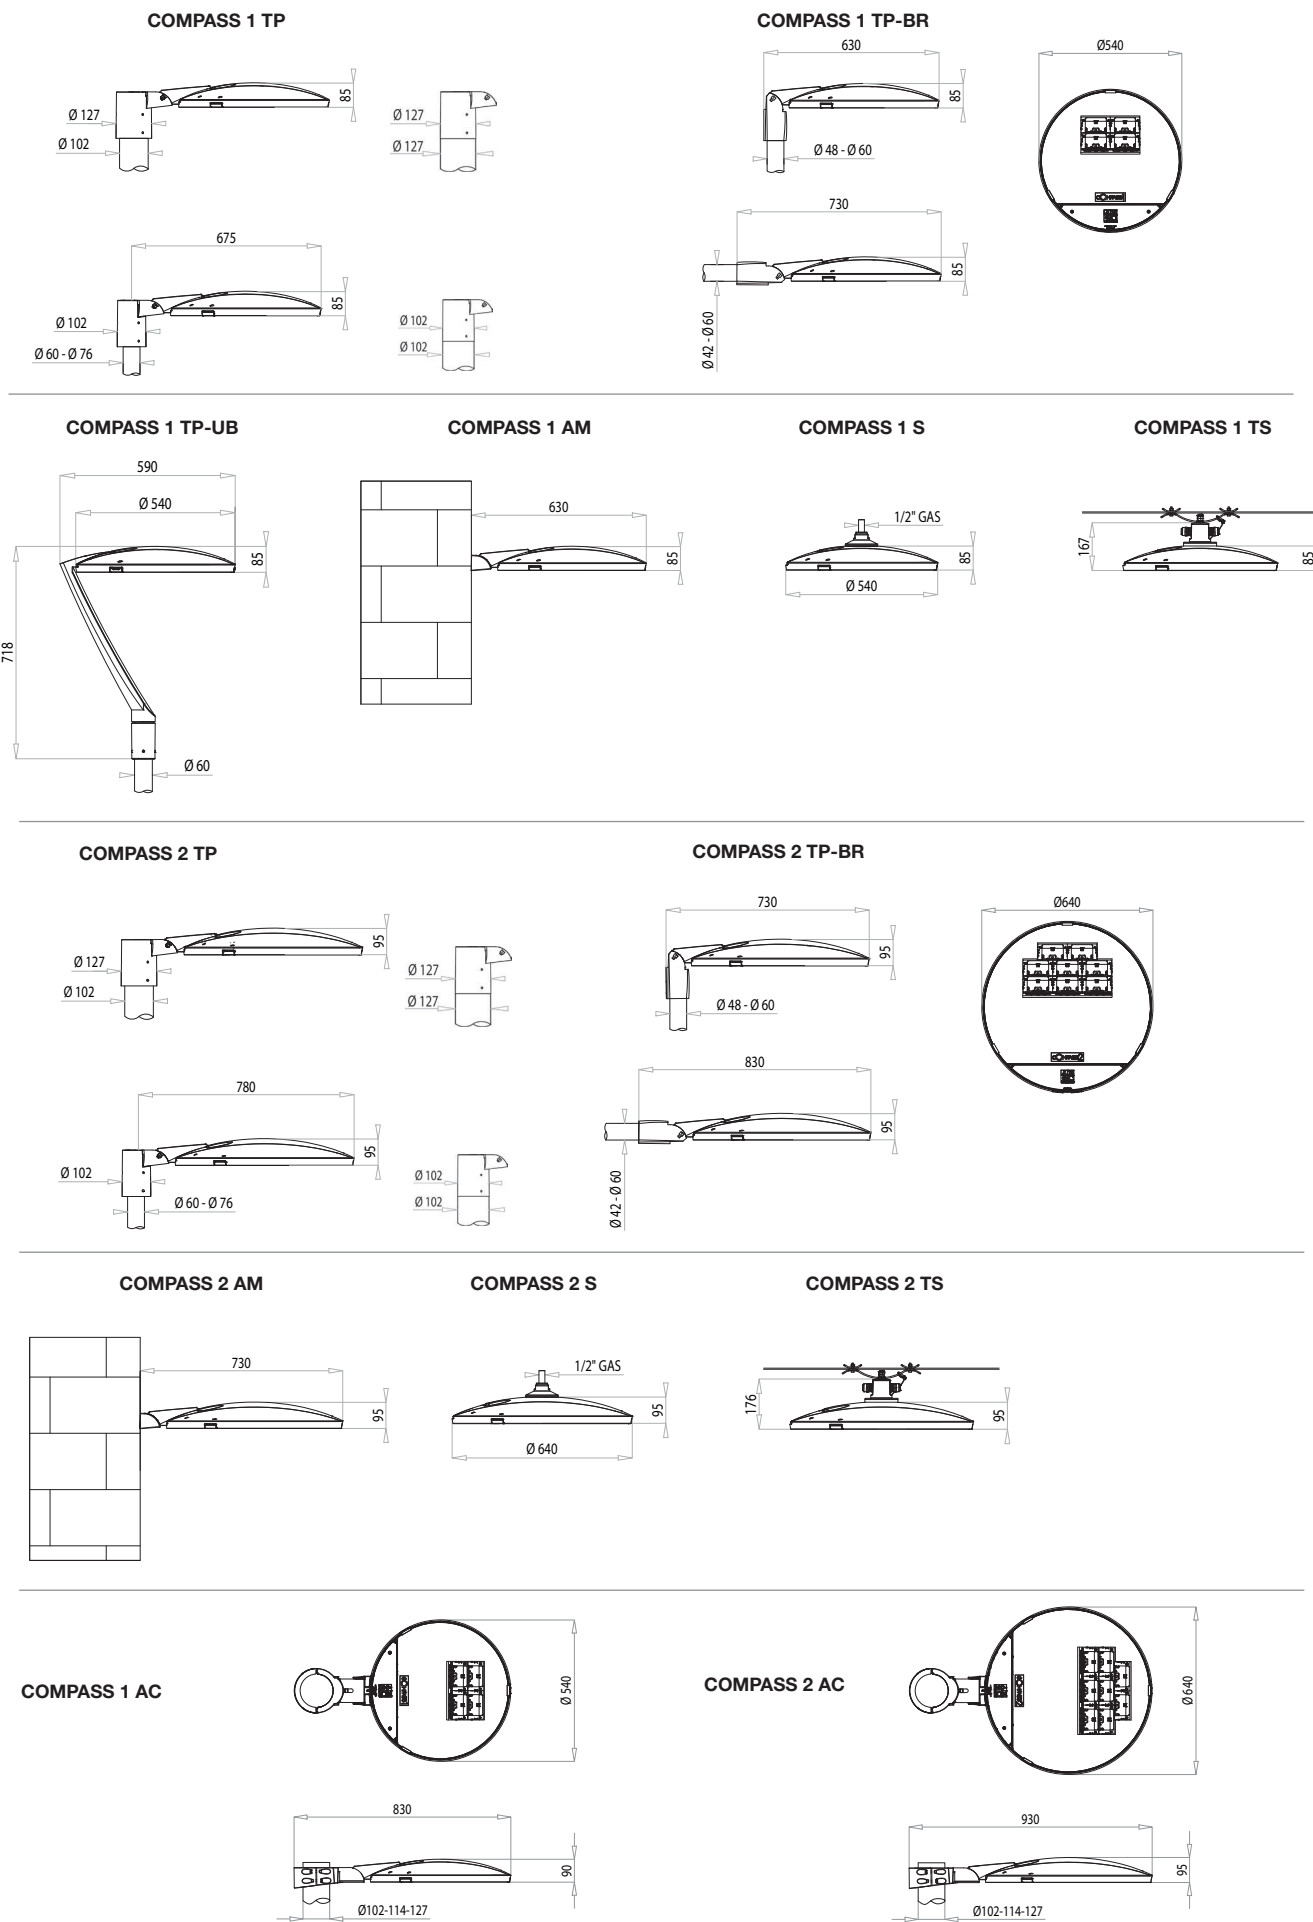 COMPASS 1 TP
COMPASS 1 TP-BR
85
Ø 127
Ø 102
Ø 127
Ø 127
630
85
Ø 48 - Ø 60
Ø540
675
85
Ø 102
Ø 60 - Ø 76
Ø 102
Ø 102
730
85
Ø 42 - Ø 60
COMPASS 1 TP-UB
COMPASS 1 AM
COMPASS 1 S
COMPASS 1 TS
590
Ø 540
85
718
Ø 60
630
85
1/2" GAS
85
Ø 540
167
85
COMPASS 2 TP
COMPASS 2 TP-BR
95
Ø 127
Ø 102
Ø 127
Ø 127
730
95
Ø 48 - Ø 60
Ø640
780
95
Ø 102
Ø 60 - Ø 76
Ø 102
Ø 102
830
95
Ø 42 - Ø 60
COMPASS 2 AM
COMPASS 2 S
COMPASS 2 TS
730
95
1/2" GAS
95
Ø 640
176
95
COMPASS 1 AC
Ø 540
830
90
Ø102-114-127
COMPASS 2 AC
Ø 640
930
95
Ø102-114-127